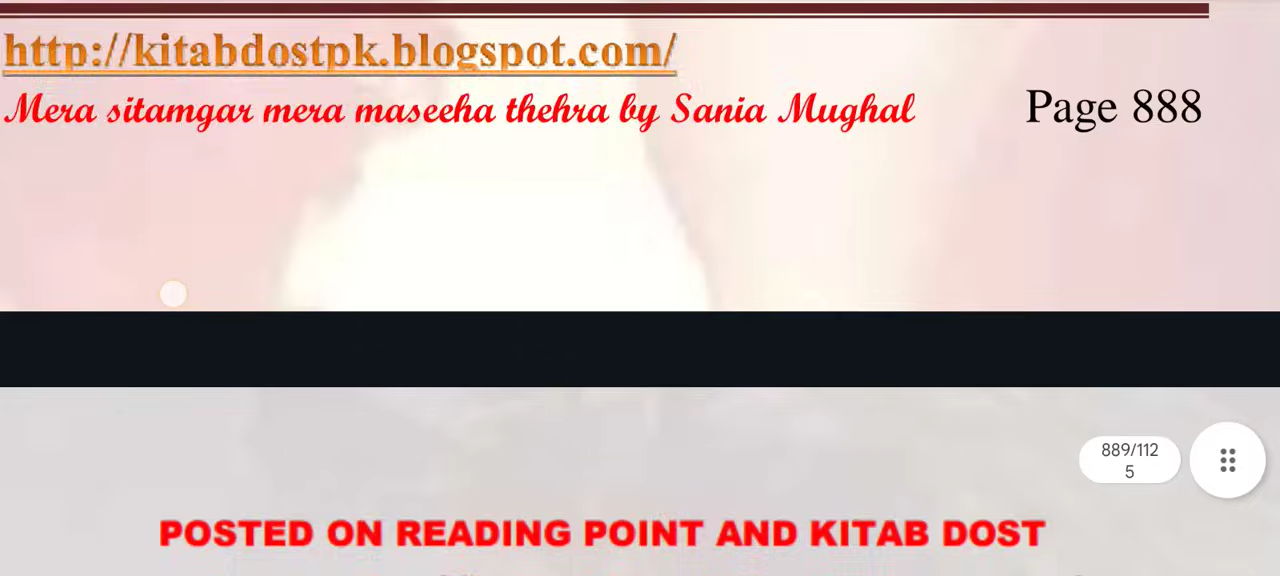 http://kitabdostpk.blogspot.com/
Mera sitamgar mera maseeha thehra by Sania Mughal Page 888
889/112
5
POSTED ON READING POINT AND KITAB DOST